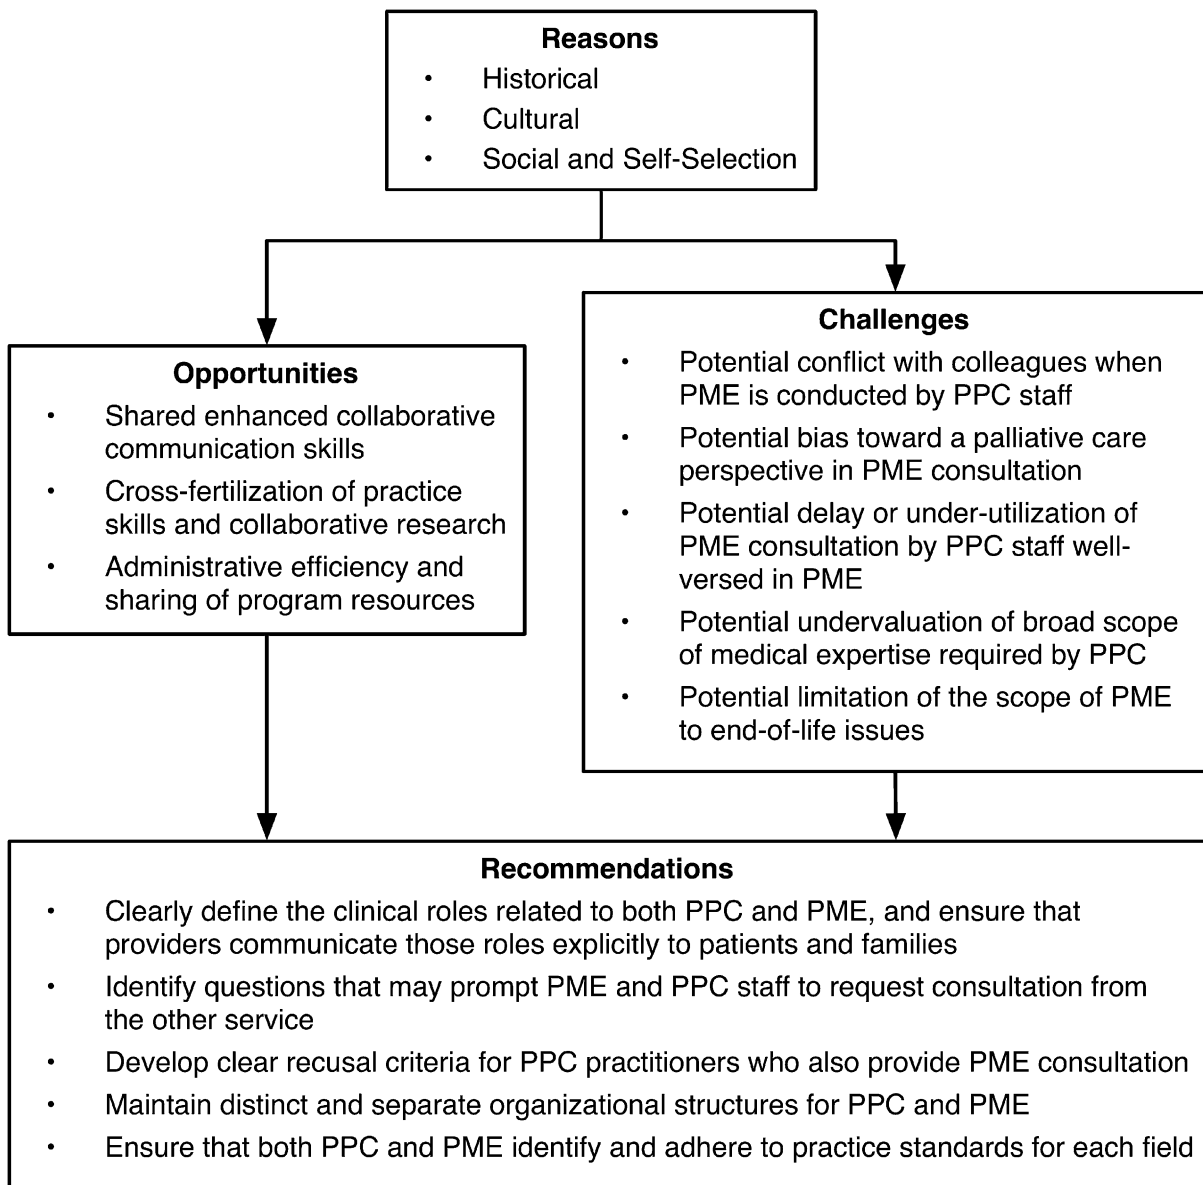 Reasons
• Historical
• Cultural
• Social and Self-Selection
Opportunities
• Shared enhanced collaborative
communication skills
• Cross-fertilization of practice
skills and collaborative research
• Administrative efficiency and
sharing of program resources
Challenges
• Potential conflict with colleagues when
PME is conducted by PPC staff
• Potential bias toward a palliative care
perspective in PME consultation
• Potential delay or under-utilization of
PME consultation by PPC staff well-
versed in PME
• Potential undervaluation of broad scope
of medical expertise required by PPC
• Potential limitation of the scope of PME
to end-of-life issues
Recommendations
• Clearly define the clinical roles related to both PPC and PME, and ensure that
providers communicate those roles explicitly to patients and families
• Identify questions that may prompt PME and PPC staff to request consultation from
the other service
• Develop clear recusal criteria for PPC practitioners who also provide PME consultation
• Maintain distinct and separate organizational structures for PPC and PME
• Ensure that both PPC and PME identify and adhere to practice standards for each field